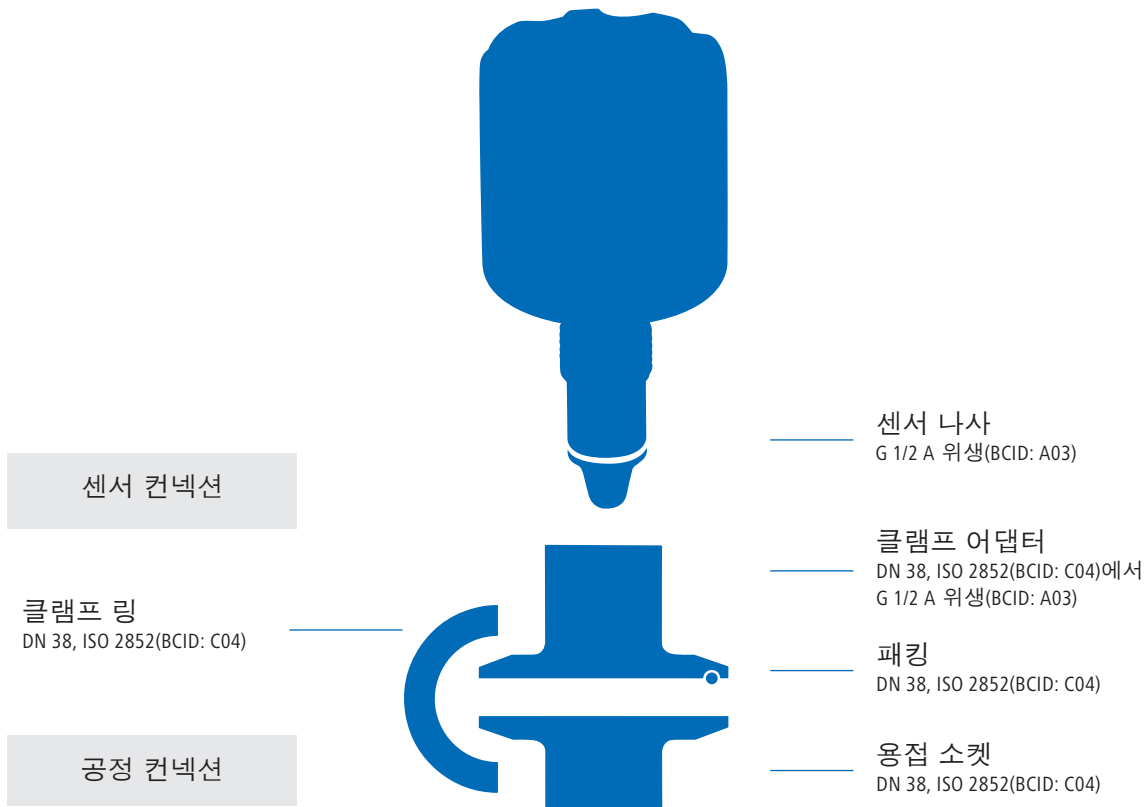 센서 나사
G 1/2 A 위생(BCID: A03)
센서 컨넥션
클램프 어댑터
DN 38, ISO 2852(BCID: C04)에서
G 1/2 A 위생(BCID: A03)
클램프 링
DN 38, ISO 2852(BCID: C04)
패킹
DN 38, ISO 2852(BCID: C04)
공정 컨넥션
용접 소켓
DN 38, ISO 2852(BCID: C04)